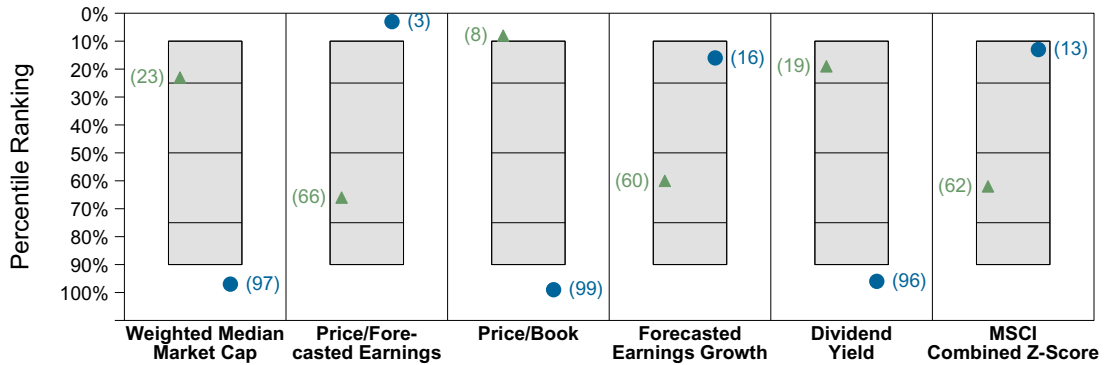 Percentile Ranking
0%
10%
20%
30%
40%
50%
60%
70%
80%
90%
100%
(23)
(97)
(66)
(3)
(8)
(99)
(60)
(16)
(19)
(96)
(62)
(13)
Weighted Median
Market Cap
Price/Fore-
casted Earnings
Price/Book
Forecasted
Earnings Growth
Dividend
Yield
MSCI
Combined Z-Score